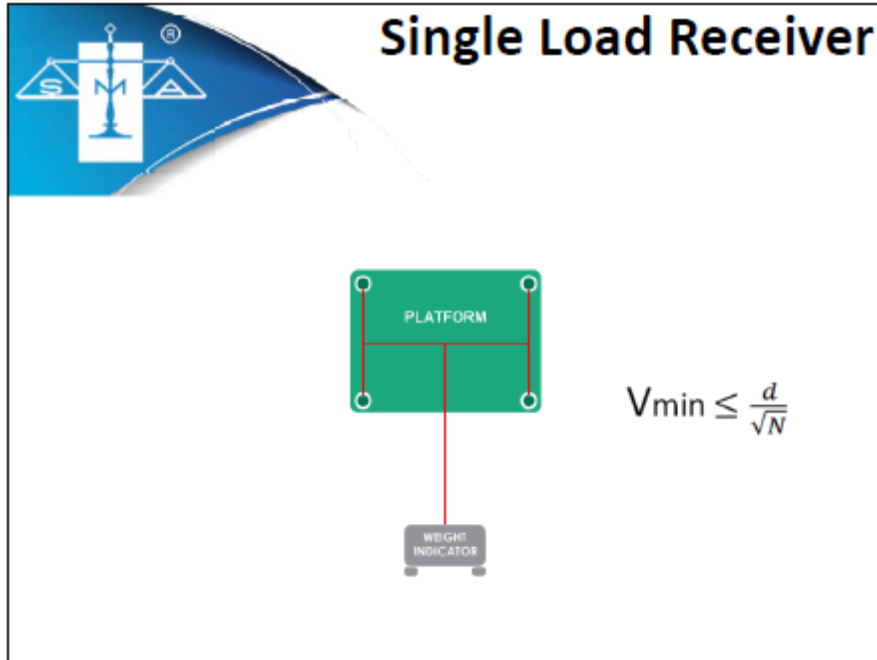 Single Load Receiver
®
S M A
PLATFORM
Vmin ≤ d/√N
WEIGHT
INDICATOR